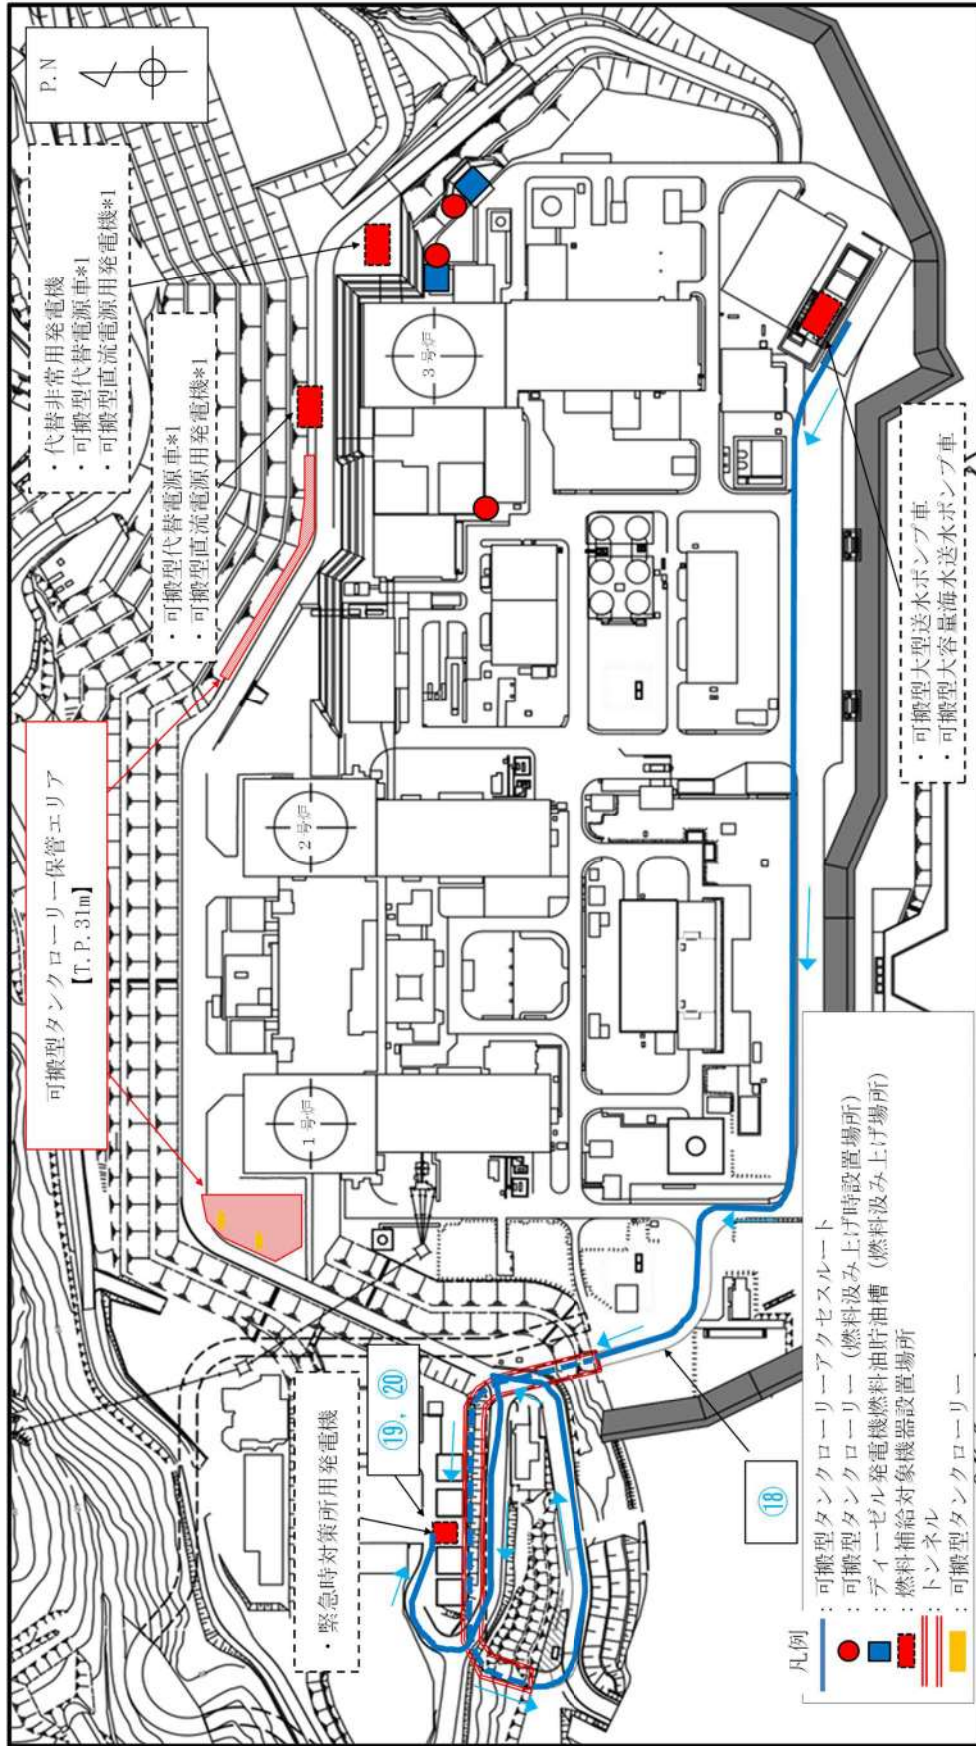 P.N
・代替非常用発電機
・可搬型代替電源車*1
・可搬型直流電源用発電機*1
・可搬型代替電源車*1
・可搬型直流電源用発電機*1
可搬型タンクローリー保管エリア
【T.P.31m】
・緊急時対策所用発電機
⑲, ⑳
⑱
1号炉
2号炉
3号炉
・可搬型大型送水ポンプ車
・可搬型大容量海水送水ポンプ車
凡例
：可搬型タンクローリーアクセスルート
：可搬型タンクローリー（燃料汲み上げ時設置場所）
：ディーゼル発電機燃料油貯油槽（燃料汲み上げ場所）
：燃料補給対象機器設置場所
：トンネル
：可搬型タンクローリー